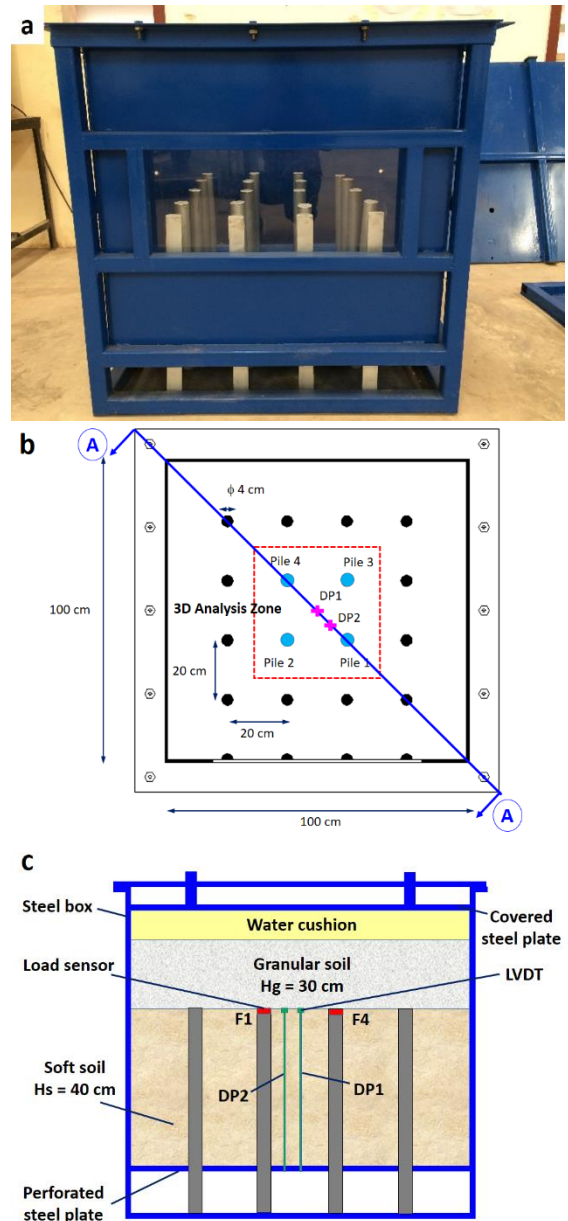 a
b
A
ϕ 4 cm
Pile 4
Pile 3
DP1
100 cm
3D Analysis Zone
DP2
Pile 2
Pile 1
20 cm
20 cm
A
100 cm
c
Steel box
Water cushion
Covered
steel plate
Load sensor
Granular soil
Hg = 30 cm
LVDT
F1
F4
Soft soil
Hs = 40 cm
DP2
DP1
Perforated
steel plate